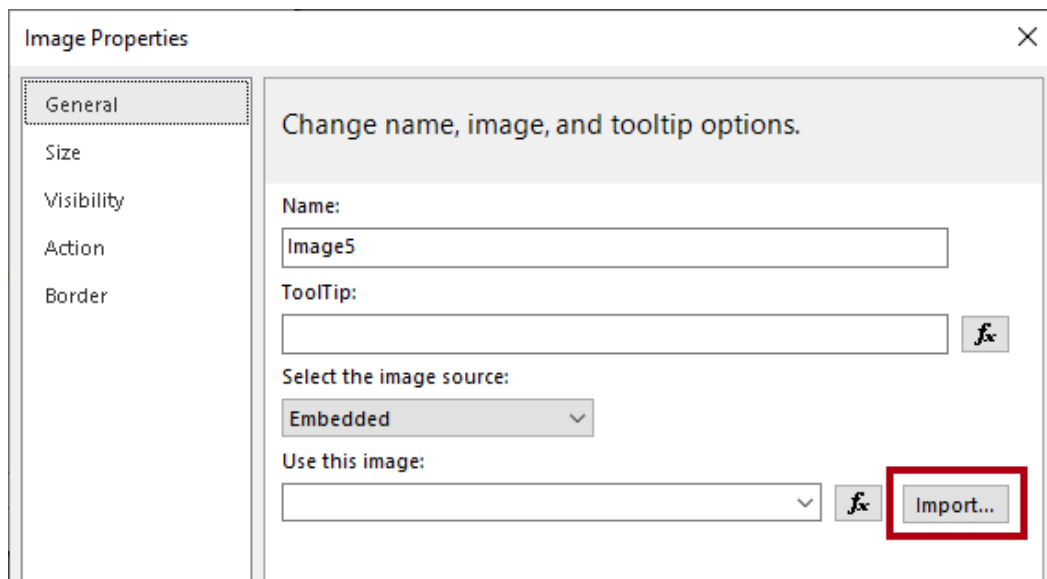 Image Properties
General
Size
Visibility
Action
Border
Change name, image, and tooltip options.
Name:
Image5
ToolTip:
fx
Select the image source:
Embedded
Use this image:
fx
Import...